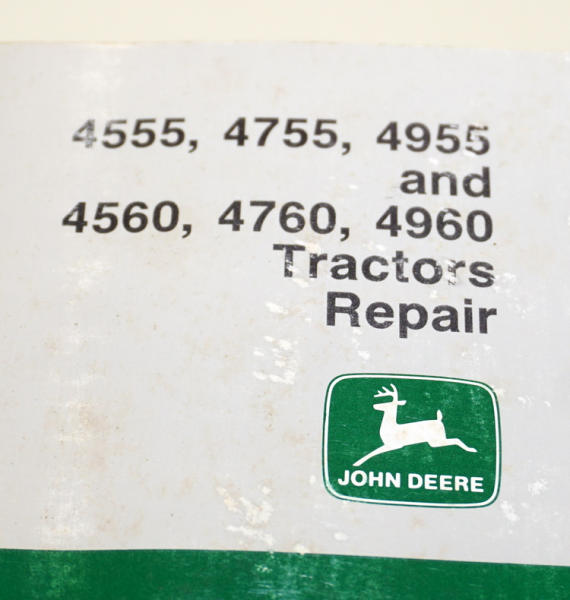 4555, 4755, 4955
and
4560, 4760, 4960
Tractors
Repair
JOHN DEERE